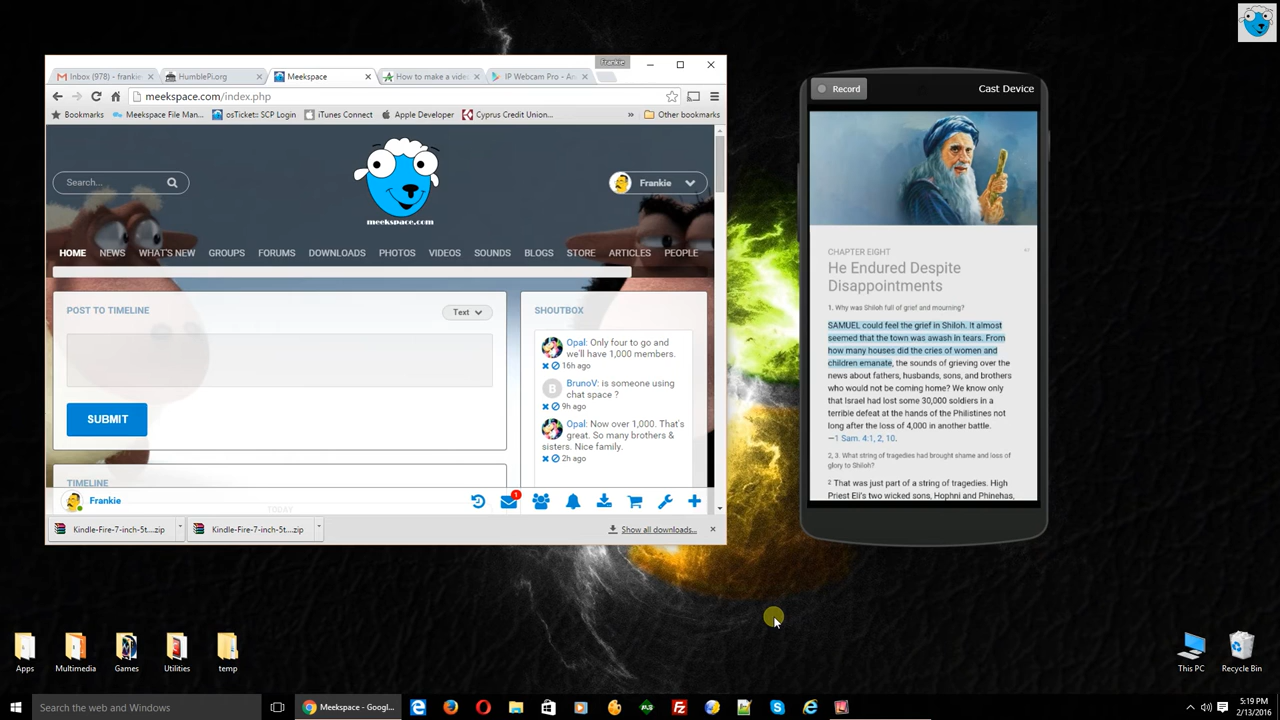 Frankie
Inbox (978) - frankie
HumblePi.org
Meekspace
How to make a vide
IP Webcam Pro - An
meekspace.com/index.php
Bookmarks
Meekspace File Man...
osTicket:: SCP Login
iTunes Connect
Apple Developer
Cyprus Credit Union...
»
Other bookmarks
Search...
meekspace.com
Frankie
HOME
NEWS
WHAT'S NEW
GROUPS
FORUMS
DOWNLOADS
PHOTOS
VIDEOS
SOUNDS
BLOGS
STORE
ARTICLES
PEOPLE
POST TO TIMELINE
Text
SUBMIT
TIMELINE
TODAY
SHOUTBOX
Opal: Only four to go and
we'll have 1,000 members.
16h ago
B
BrunoV: is someone using
chat space ?
9h ago
Opal: Now over 1,000. That's
great. So many brothers &
sisters. Nice family.
2h ago
Frankie
1
Kindle-Fire-7-inch-5t....zip
Kindle-Fire-7-inch-5t....zip
Show all downloads...
Record
Cast Device
CHAPTER EIGHT
He Endured Despite
Disappointments
1. Why was Shiloh full of grief and mourning?
SAMUEL could feel the grief in Shiloh. It almost
seemed that the town was awash in tears. From
how many houses did the cries of women and
children emanate, the sounds of grieving over the
news about fathers, husbands, sons, and brothers
who would not be coming home? We know only
that Israel had lost some 30,000 soldiers in a
terrible defeat at the hands of the Philistines not
long after the loss of 4,000 in another battle.
—1 Sam. 4:1, 2, 10.
2, 3. What string of tragedies had brought shame and loss of
glory to Shiloh?
2 That was just part of a string of tragedies. High
Priest Eli's two wicked sons, Hophni and Phinehas,
Apps
Multimedia
Games
Utilities
temp
This PC
Recycle Bin
Search the web and Windows
Meekspace - Googl...
5:19 PM
2/13/2016